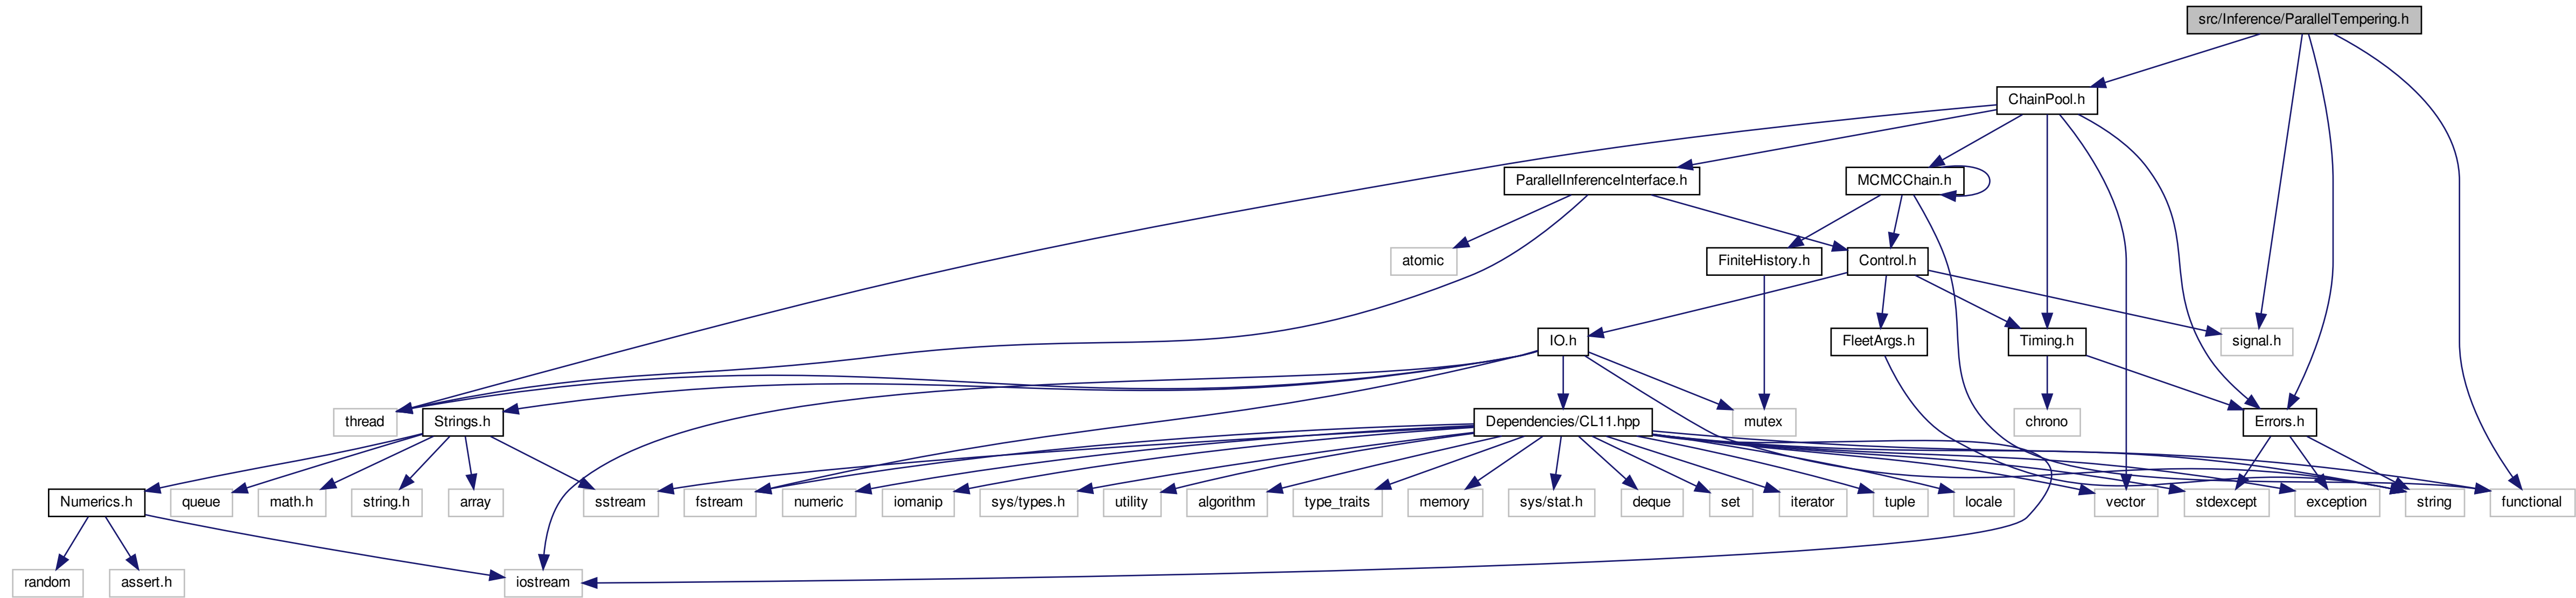 src/Inference/ParallelTempering.h
ChainPool.h
ParallelInferenceInterface.h
MCMCChain.h
atomic
FiniteHistory.h
Control.h
IO.h
FleetArgs.h
Timing.h
signal.h
thread
Strings.h
Dependencies/CL11.hpp
mutex
chrono
Errors.h
Numerics.h
queue
math.h
string.h
array
sstream
fstream
numeric
iomanip
sys/types.h
utility
algorithm
type_traits
memory
sys/stat.h
deque
set
iterator
tuple
locale
vector
stdexcept
exception
string
functional
random
assert.h
iostream